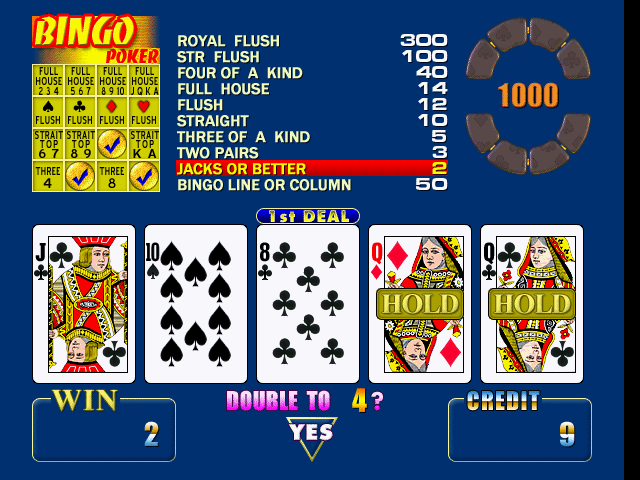 BINGO
POKER
FULL HOUSE 2 3 4
FULL HOUSE 5 6 7
FULL HOUSE 8 9 10
FULL HOUSE J Q K A
FLUSH FLUSH FLUSH FLUSH
STRAIT TOP 6 7
STRAIT TOP 8 9
STRAIT TOP K A
THREE 4
THREE 8
ROYAL FLUSH 300
STR FLUSH 100
FOUR OF A KIND 40
FULL HOUSE 14
FLUSH 12
STRAIGHT 10
THREE OF A KIND 5
TWO PAIRS 3
JACKS OR BETTER 2
BINGO LINE OR COLUMN 50
1000
1st DEAL
J 10 8 Q Q
HOLD HOLD
WIN
2
DOUBLE TO 4?
YES
CREDIT
9